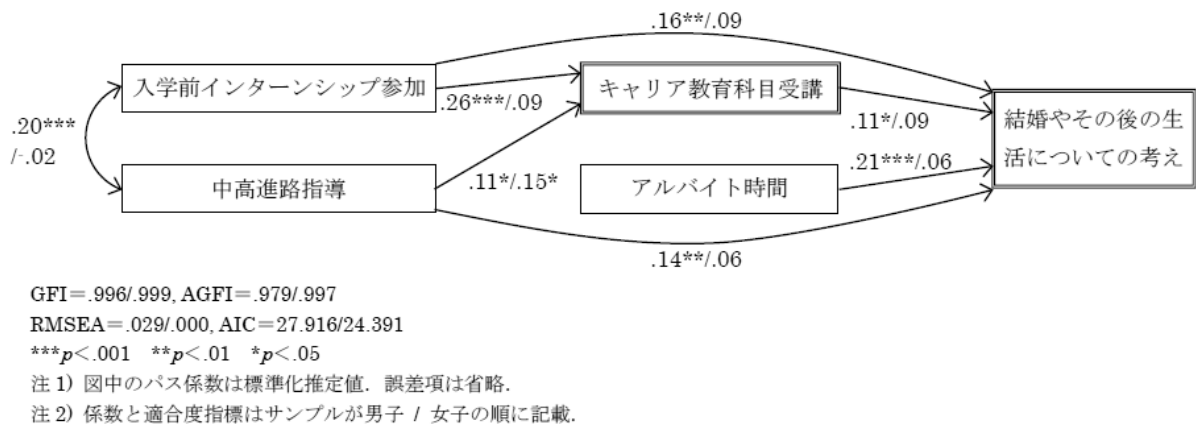 .16**/.09
入学前インターンシップ参加
キャリア教育科目受講
.26***/.09
.11*/.09
.20***
/-.02
結婚やその後の生
活についての考え
.21***/.06
中高進路指導
.11*/.15*
アルバイト時間
.14**/.06
GFI=.996/.999, AGFI=.979/.997
RMSEA=.029/.000, AIC=27.916/24.391
***p<.001 **p<.01 *p<.05
注 1) 図中のパス係数は標準化推定値. 誤差項は省略.
注 2) 係数と適合度指標はサンプルが男子 / 女子の順に記載.